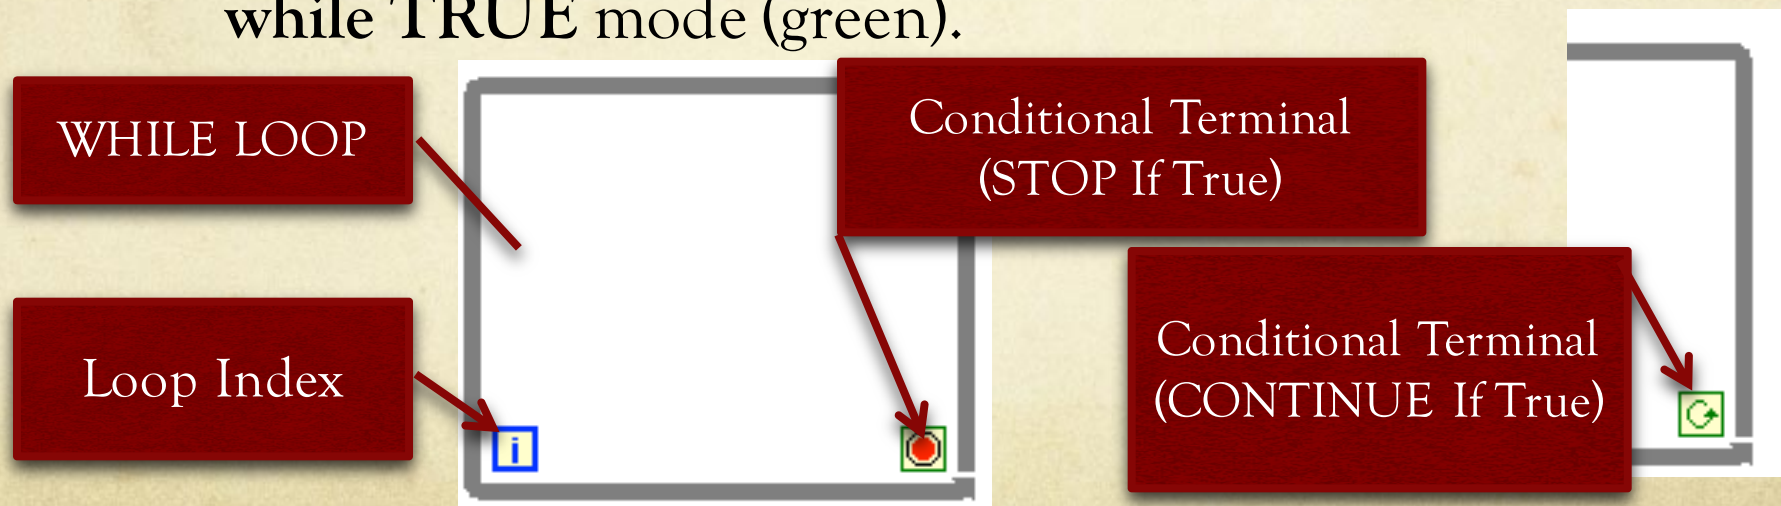 while TRUE mode (green).
WHILE LOOP
Conditional Terminal
(STOP If True)
Loop Index
Conditional Terminal
(CONTINUE If True)
i